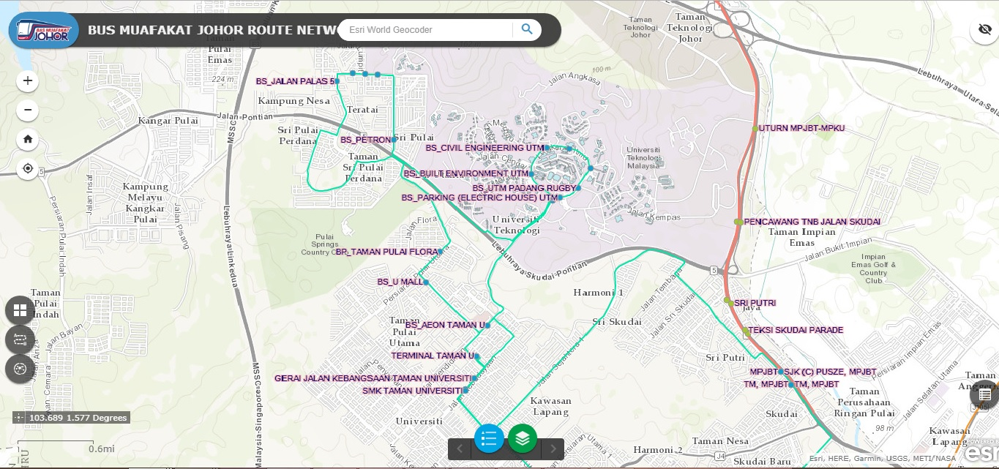 BAS MUAFAKAT
JOHOR
BUS MUAFAKAT JOHOR ROUTE NETW
Esri World Geocoder
Taman
Pulai
Emas
224 m
Taman
Teknologi
Johor
Taman
Teknologi
Johor
100 m
Jalan Angkasa
Lebuhraya-Utara-Sela
BS_JALAN PALAS 5
Kampung Nesa
Teratai
Kangar Pulai
Jalan-Pontian
MSSC
Sri Pulai
Perdana
BS_PETRON
Sri Pulai
Taman
Sri Pulai
Perdana
UTURN MPJBT-MPKU
BS_CIVIL ENGINEERING UTM
Universiti
Teknologi
Malaysia
BS_BUILT ENVIRONMENT UTM
BS_UTM PADANG RUGBY
BS_PARKING (ELECTRIC HOUSE) UTM
5
Jalan Insaf
Kampung
Melayu
Kangkar
Pulai
Jalan Pisang
Persiaran Pulai Indah
Lebuhraya Linkedua
Jalan Flora
Universiti
Teknologi
Jalan Kempas
PENCAWANG TNB JALAN SKUDAI
Taman Impian
Emas
Jalan Bukit Impian
Pulai
Springs
Country C
BP_TAMAN PULAI FLORA
Lebuhraya Skudai-Pontian
Impian
Emas Golf &
Country
Club
5
BS_U MALL
Harmoni 1
Jalan Tembaga
Jalan Sri Skudai
Taman
Pulai
Indah
Jalan Bayan
Jalan Ariza
Kan. Cemara
SRI PUTRI
Jaya
Sri Skudai
BS_AEON TAMAN U
Pulai
Utama
TEKSI SKUDAI PARADE
TERMINAL TAMAN U
Sri Putri
Persiaran Impian Emas
MSSC
Malaysia-Singapore
GERAI JALAN KEBANGSAAN TAMAN UNIVERSITI
SMK TAMAN UNIVERSITI
MPJBT
SJK (C) PUSZE, MPJBT
TM, MPJBT
TM, MPJBT
Taman
Kawasan
Lapang
Taman
Perusahaan
Ringan Pulai
98 m
Skudai
Universiti
103.689 1.577 Degrees
0.6mi
Kawasan
Lapang
Taman Nesa
Harmoni 2
J4
Skudai Baru
POWERED BY
esri
Esri, HERE, Garmin, USGS, METI/NASA